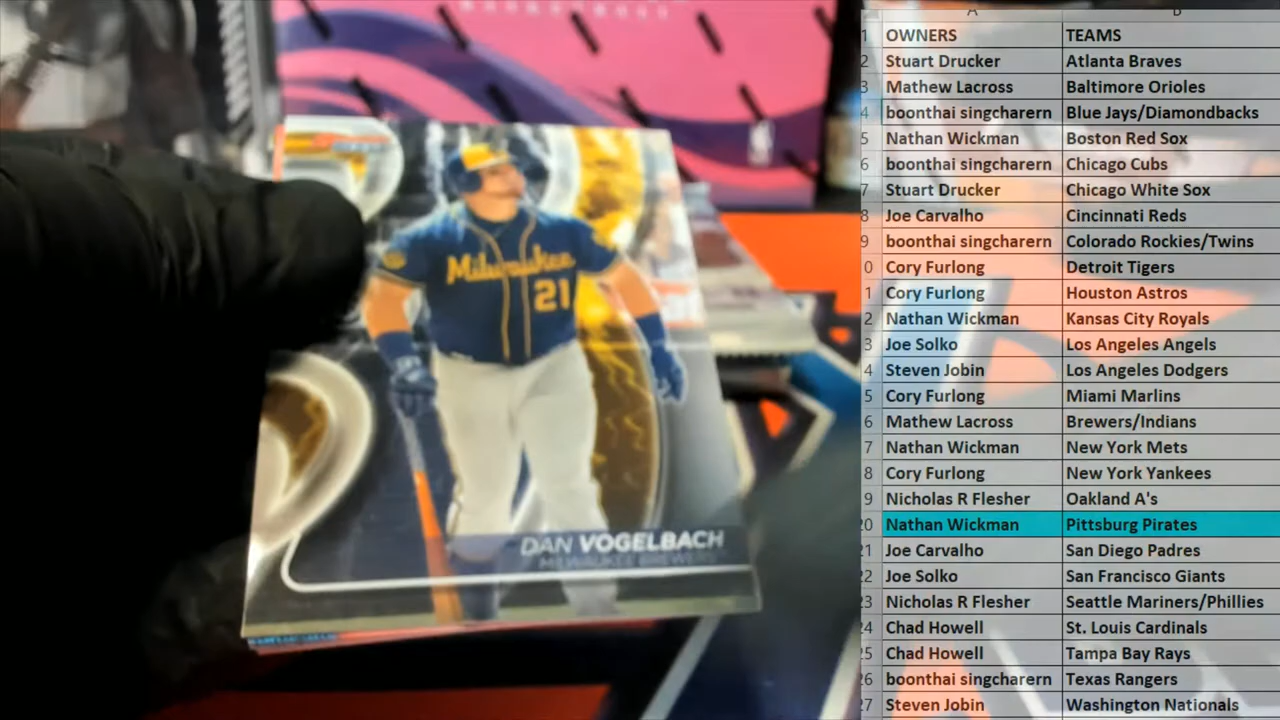 Milwaukee
21
DAN VOGELBACH
MILWAUKEE BREWERS
A B
1 OWNERS TEAMS
2 Stuart Drucker Atlanta Braves
3 Mathew Lacross Baltimore Orioles
4 boonthai singcharern Blue Jays/Diamondbacks
5 Nathan Wickman Boston Red Sox
6 boonthai singcharern Chicago Cubs
7 Stuart Drucker Chicago White Sox
8 Joe Carvalho Cincinnati Reds
9 boonthai singcharern Colorado Rockies/Twins
0 Cory Furlong Detroit Tigers
1 Cory Furlong Houston Astros
2 Nathan Wickman Kansas City Royals
3 Joe Solko Los Angeles Angels
4 Steven Jobin Los Angeles Dodgers
5 Cory Furlong Miami Marlins
6 Mathew Lacross Brewers/Indians
7 Nathan Wickman New York Mets
8 Cory Furlong New York Yankees
9 Nicholas R Flesher Oakland A's
20 Nathan Wickman Pittsburg Pirates
21 Joe Carvalho San Diego Padres
22 Joe Solko San Francisco Giants
23 Nicholas R Flesher Seattle Mariners/Phillies
24 Chad Howell St. Louis Cardinals
25 Chad Howell Tampa Bay Rays
26 boonthai singcharern Texas Rangers
27 Steven Jobin Washington Nationals